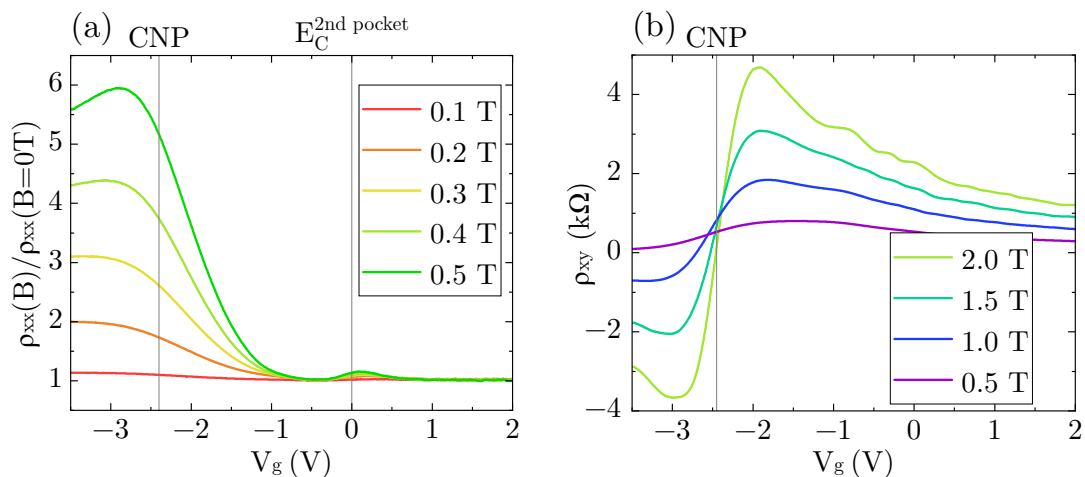 (a)
CNP
E_C^{2nd pocket}
ρxx(B)/ρxx(B=0T)
6
5
4
3
2
1
0.1 T
0.2 T
0.3 T
0.4 T
0.5 T
−3
−2
−1
0
1
2
Vg (V)
(b)
CNP
ρxy (kΩ)
4
2
0
−2
−4
2.0 T
1.5 T
1.0 T
0.5 T
−3
−2
−1
0
1
2
Vg (V)